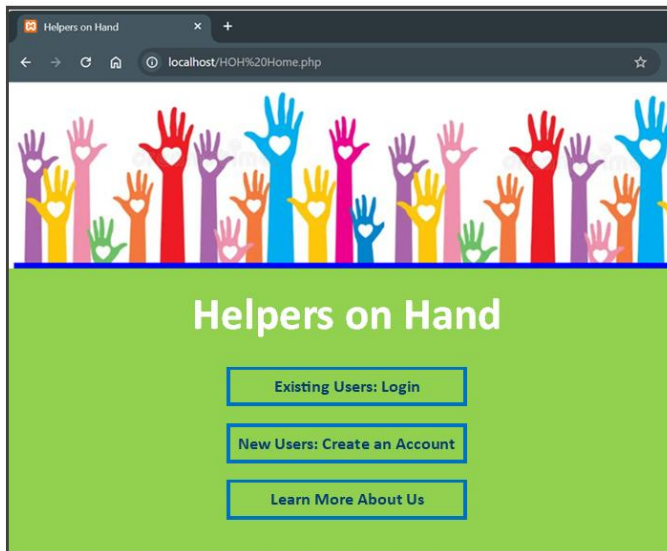 Helpers on Hand
localhost/HOH%20Home.php
Helpers on Hand
Existing Users: Login
New Users: Create an Account
Learn More About Us